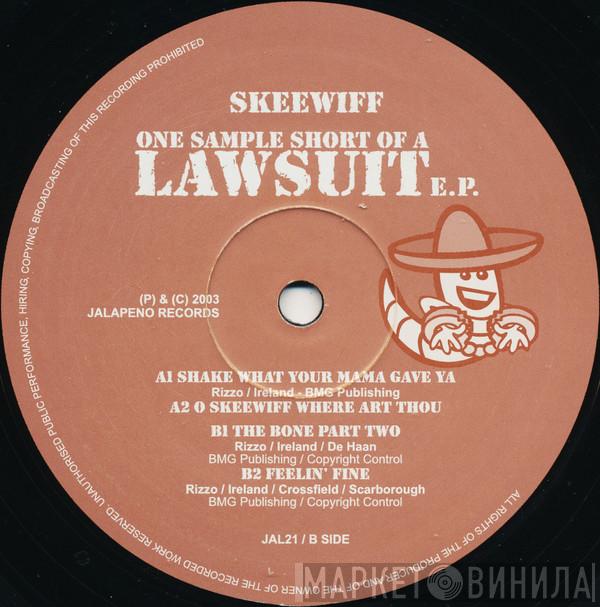 SKEEWIFF
ONE SAMPLE SHORT OF A
LAWSUIT E.P.
(P) & (C) 2003
JALAPENO RECORDS
A1 SHAKE WHAT YOUR MAMA GAVE YA
Rizzo / Ireland - BMG Publishing
A2 O SKEEWIFF WHERE ART THOU
B1 THE BONE PART TWO
Rizzo / Ireland / De Haan
BMG Publishing / Copyright Control
B2 FEELIN' FINE
Rizzo / Ireland / Crossfield / Scarborough
BMG Publishing / Copyright Control
JAL21 / B SIDE
ALL RIGHTS OF THE PRODUCER AND OF THE OWNER OF THE RECORDED WORK RESERVED. UNAUTHORISED PUBLIC PERFORMANCE, HIRING, COPYING, BROADCASTING OF THIS RECORDING PROHIBITED
МАРКЕТ ВИНИЛА